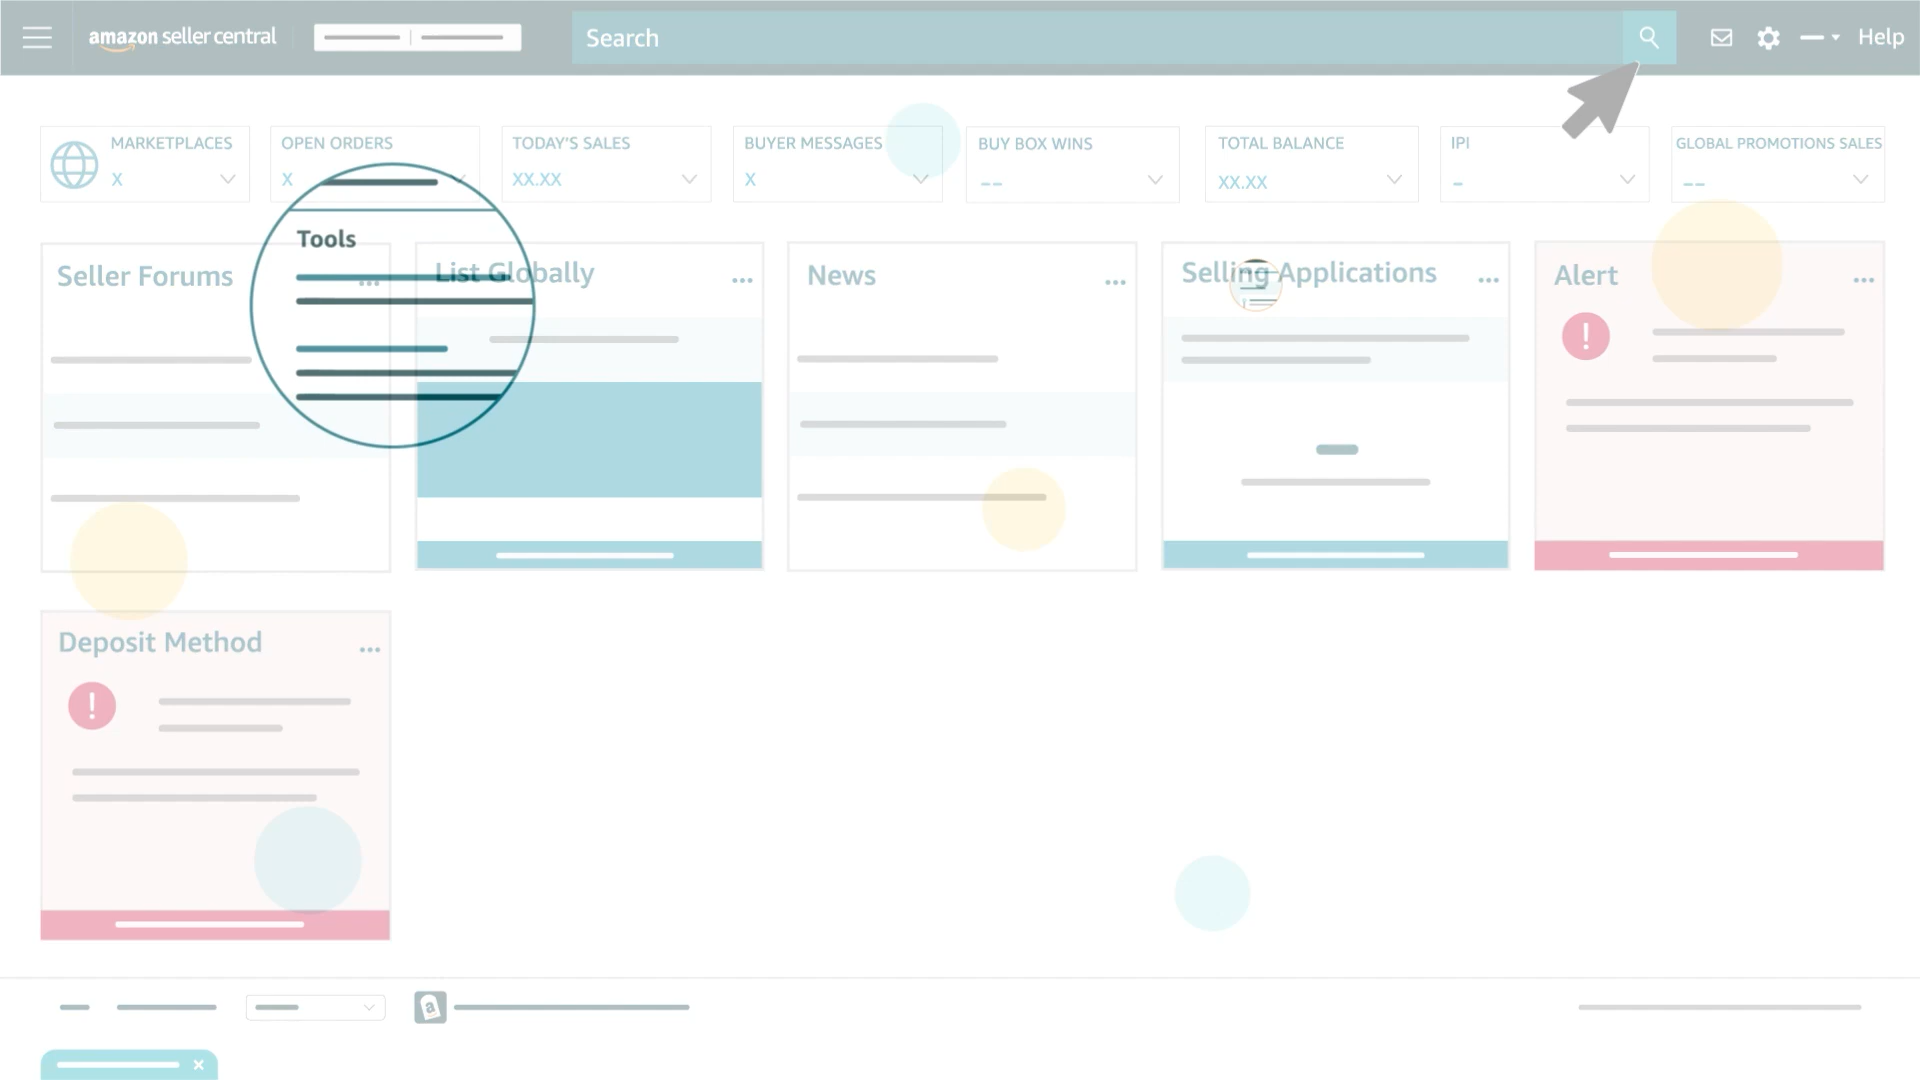 amazon seller central
Search
Help
MARKETPLACES
X
OPEN ORDERS
X
TODAY'S SALES
XX.XX
BUYER MESSAGES
X
BUY BOX WINS
--
TOTAL BALANCE
XX.XX
IPI
-
GLOBAL PROMOTIONS SALES
--
Tools
Seller Forums
List Globally
News
Selling Applications
Alert
!
Deposit Method
!
a